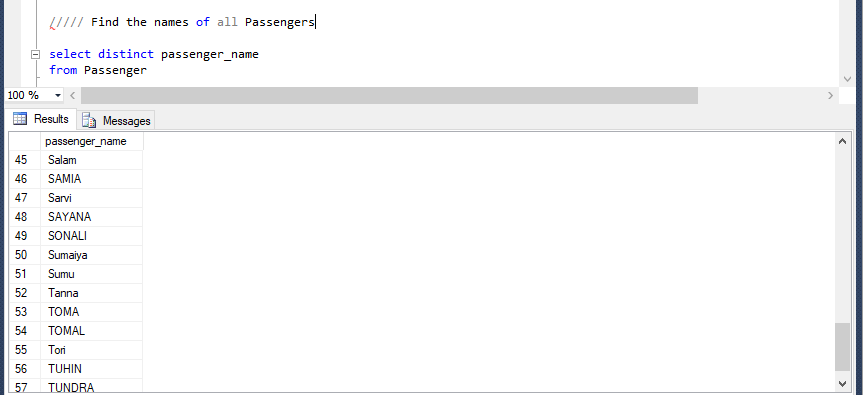 ///// Find the names of all Passengers
select distinct passenger_name
from Passenger
100 %
Results Messages
passenger_name
45 Salam
46 SAMIA
47 Sarvi
48 SAYANA
49 SONALI
50 Sumaiya
51 Sumu
52 Tanna
53 TOMA
54 TOMAL
55 Tori
56 TUHIN
57 TUNDRA